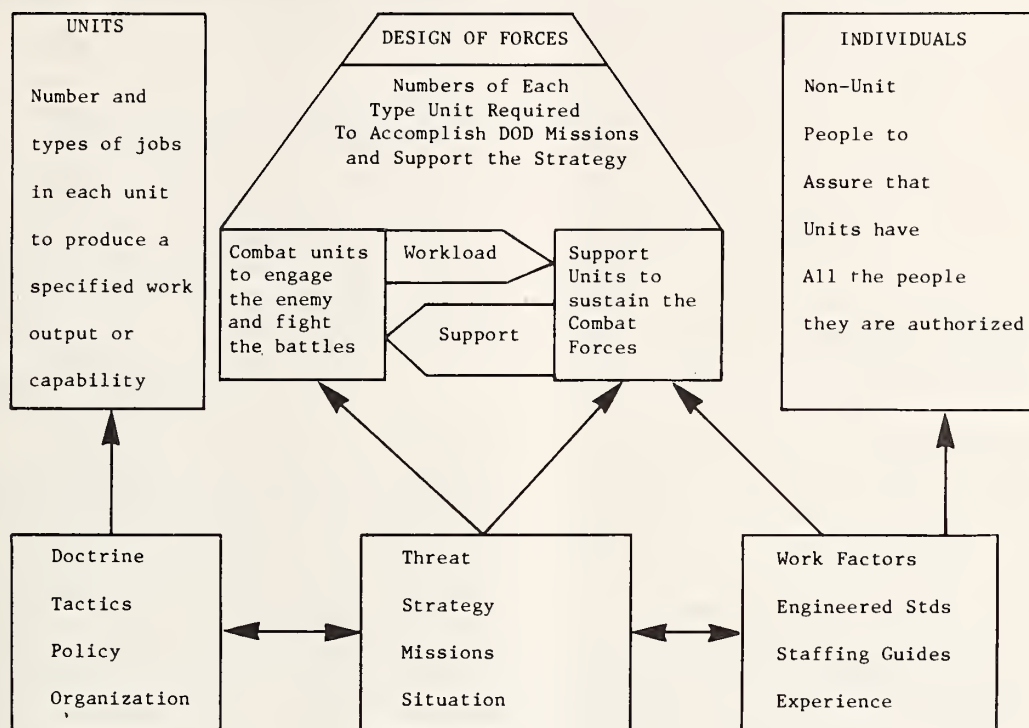 UNITS
Number and
types of jobs
in each unit
to produce a
specified work
output or
capability
DESIGN OF FORCES
Numbers of Each
Type Unit Required
To Accomplish DOD Missions
and Support the Strategy
Combat units
to engage
the enemy
and fight
the battles
Workload
Support
Support
Units to
sustain the
Combat
Forces
INDIVIDUALS
Non-Unit
People to
Assure that
Units have
All the people
they are authorized
Doctrine
Tactics
Policy
Organization
Threat
Strategy
Missions
Situation
Work Factors
Engineered Stds
Staffing Guides
Experience